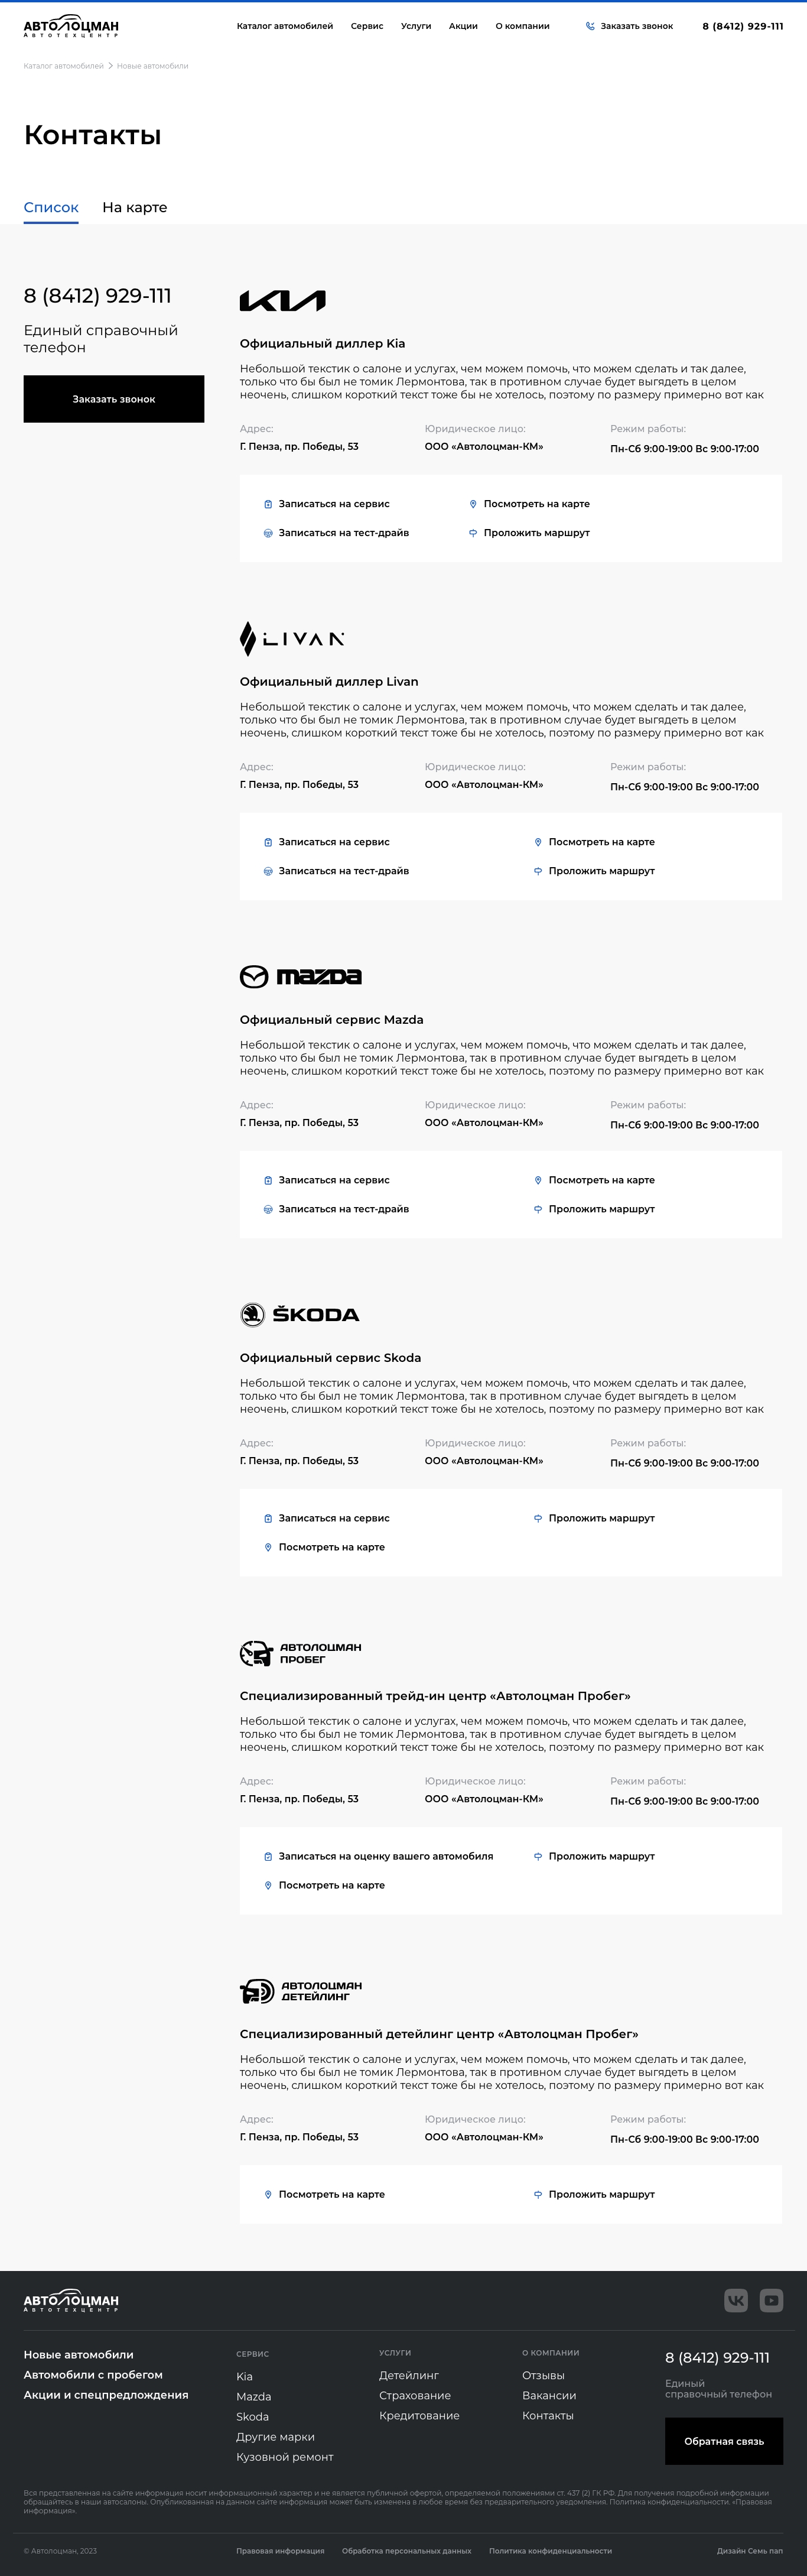 АВТОЛОЦМАН
АВТОТЕХЦЕНТР
Каталог автомобилей Сервис Услуги Акции О компании Заказать звонок 8 (8412) 929-111
Каталог автомобилей > Новые автомобили
Контакты
Список На карте
8 (8412) 929-111
Единый справочный
телефон
Заказать звонок
KIA
Официальный диллер Kia
Небольшой текстик о салоне и услугах, чем можем помочь, что можем сделать и так далее,
только что бы был не томик Лермонтова, так в противном случае будет выгядеть в целом
неочень, слишком короткий текст тоже бы не хотелось, поэтому по размеру примерно вот как
Адрес: Юридическое лицо: Режим работы:
Г. Пенза, пр. Победы, 53 ООО «Автолоцман-КМ» Пн-Сб 9:00-19:00 Вс 9:00-17:00
Записаться на сервис Посмотреть на карте
Записаться на тест-драйв Проложить маршрут
LIVAN
Официальный диллер Livan
Небольшой текстик о салоне и услугах, чем можем помочь, что можем сделать и так далее,
только что бы был не томик Лермонтова, так в противном случае будет выгядеть в целом
неочень, слишком короткий текст тоже бы не хотелось, поэтому по размеру примерно вот как
Адрес: Юридическое лицо: Режим работы:
Г. Пенза, пр. Победы, 53 ООО «Автолоцман-КМ» Пн-Сб 9:00-19:00 Вс 9:00-17:00
Записаться на сервис Посмотреть на карте
Записаться на тест-драйв Проложить маршрут
mazda
Официальный сервис Mazda
Небольшой текстик о салоне и услугах, чем можем помочь, что можем сделать и так далее,
только что бы был не томик Лермонтова, так в противном случае будет выгядеть в целом
неочень, слишком короткий текст тоже бы не хотелось, поэтому по размеру примерно вот как
Адрес: Юридическое лицо: Режим работы:
Г. Пенза, пр. Победы, 53 ООО «Автолоцман-КМ» Пн-Сб 9:00-19:00 Вс 9:00-17:00
Записаться на сервис Посмотреть на карте
Записаться на тест-драйв Проложить маршрут
ŠKODA
Официальный сервис Skoda
Небольшой текстик о салоне и услугах, чем можем помочь, что можем сделать и так далее,
только что бы был не томик Лермонтова, так в противном случае будет выгядеть в целом
неочень, слишком короткий текст тоже бы не хотелось, поэтому по размеру примерно вот как
Адрес: Юридическое лицо: Режим работы:
Г. Пенза, пр. Победы, 53 ООО «Автолоцман-КМ» Пн-Сб 9:00-19:00 Вс 9:00-17:00
Записаться на сервис Проложить маршрут
Посмотреть на карте
АВТОЛОЦМАН
ПРОБЕГ
Специализированный трейд-ин центр «Автолоцман Пробег»
Небольшой текстик о салоне и услугах, чем можем помочь, что можем сделать и так далее,
только что бы был не томик Лермонтова, так в противном случае будет выгядеть в целом
неочень, слишком короткий текст тоже бы не хотелось, поэтому по размеру примерно вот как
Адрес: Юридическое лицо: Режим работы:
Г. Пенза, пр. Победы, 53 ООО «Автолоцман-КМ» Пн-Сб 9:00-19:00 Вс 9:00-17:00
Записаться на оценку вашего автомобиля Проложить маршрут
Посмотреть на карте
АВТОЛОЦМАН
ДЕТЕЙЛИНГ
Специализированный детейлинг центр «Автолоцман Пробег»
Небольшой текстик о салоне и услугах, чем можем помочь, что можем сделать и так далее,
только что бы был не томик Лермонтова, так в противном случае будет выгядеть в целом
неочень, слишком короткий текст тоже бы не хотелось, поэтому по размеру примерно вот как
Адрес: Юридическое лицо: Режим работы:
Г. Пенза, пр. Победы, 53 ООО «Автолоцман-КМ» Пн-Сб 9:00-19:00 Вс 9:00-17:00
Посмотреть на карте Проложить маршрут
АВТОЛОЦМАН
АВТОТЕХЦЕНТР
Новые автомобили
Автомобили с пробегом
Акции и спецпредлождения
СЕРВИС
Kia
Mazda
Skoda
Другие марки
Кузовной ремонт
УСЛУГИ
Детейлинг
Страхование
Кредитование
О КОМПАНИИ
Отзывы
Вакансии
Контакты
8 (8412) 929-111
Единый
справочный телефон
Обратная связь
Вся представленная на сайте информация носит информационный характер и не является публичной офертой, определяемой положениями ст. 437 (2) ГК РФ. Для получения подробной информации
обращайтесь в наши автосалоны. Опубликованная на данном сайте информация может быть изменена в любое время без предварительного уведомления. Политика конфиденциальности. «Правовая
информация».
© Автолоцман, 2023 Правовая информация Обработка персональных данных Политика конфиденциальности Дизайн Семь пап